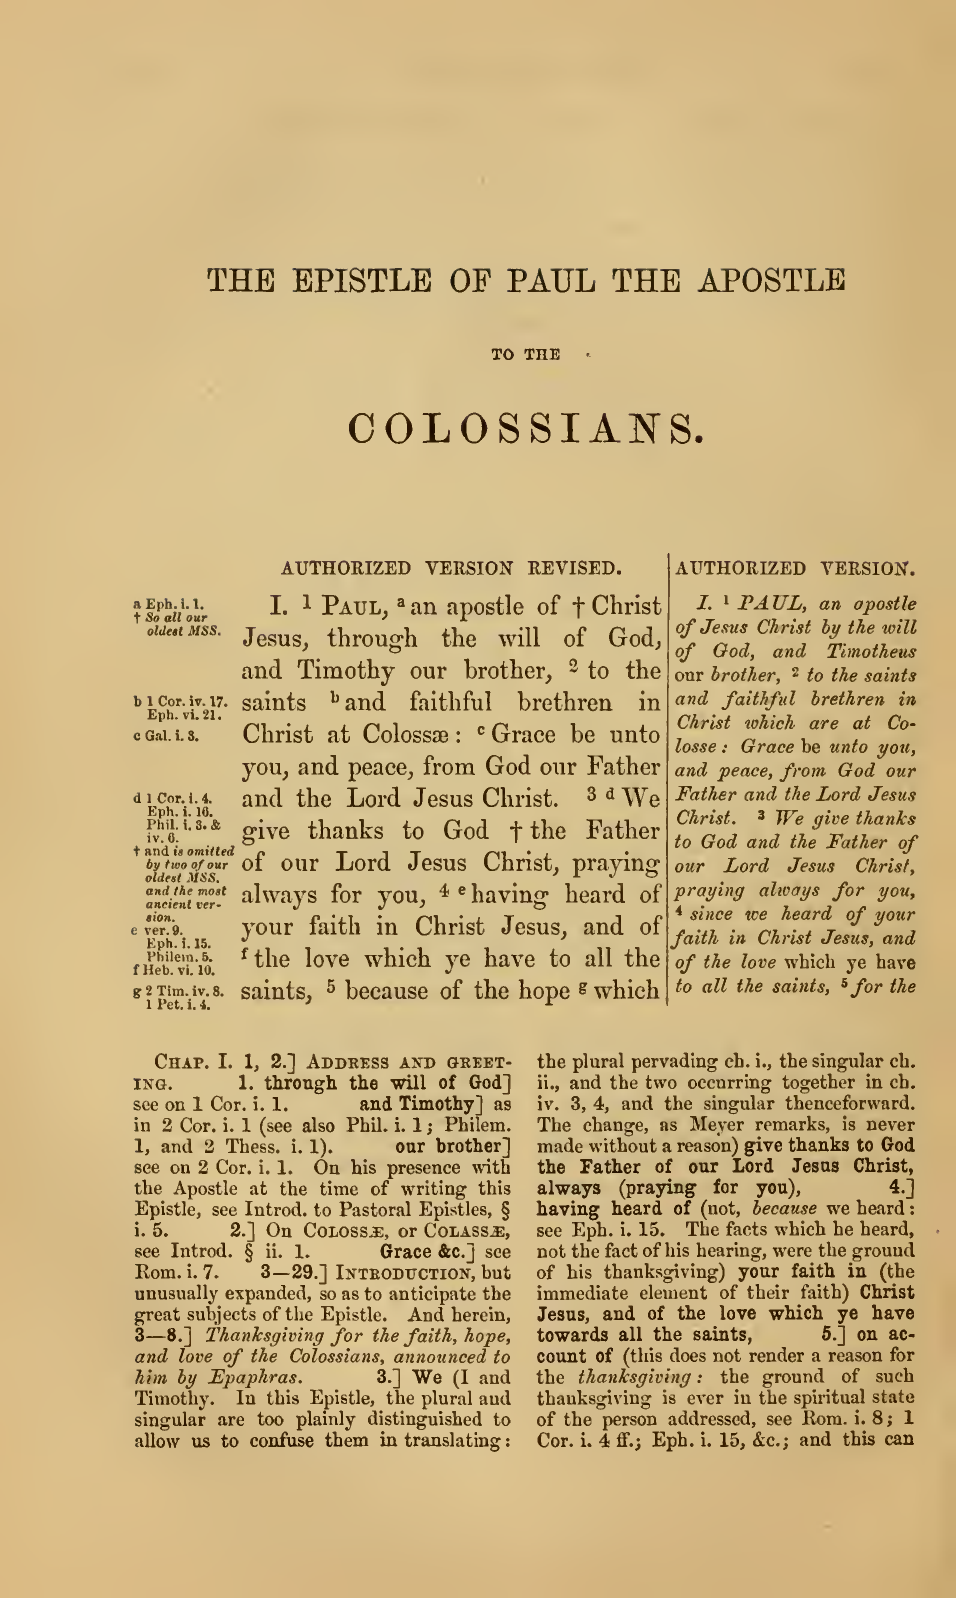 THE EPISTLE OF PAUL THE APOSTLE
TO THE
COLOSSIANS.
AUTHORIZED VERSION REVISED.
a Eph. i. 1.
† So all our
oldest MSS.
b 1 Cor. iv. 17.
Eph. vi. 21.
c Gal. i. 3.
d 1 Cor. i. 4.
Eph. i. 16.
Phil. i. 3. &
iv. 6.
† and is omitted
by two of our
oldest MSS.
and the most
ancient ver-
sion.
e ver. 9.
Eph. i. 15.
Philem. 5.
f Heb. vi. 10.
g 2 Tim. iv. 8.
1 Pet. i. 4.
I. 1 PAUL, a an apostle of † Christ
Jesus, through the will of God,
and Timothy our brother, 2 to the
saints b and faithful brethren in
Christ at Colossæ : c Grace be unto
you, and peace, from God our Father
and the Lord Jesus Christ. 3 d We
give thanks to God † the Father
of our Lord Jesus Christ, praying
always for you, 4 e having heard of
your faith in Christ Jesus, and of
f the love which ye have to all the
saints, 5 because of the hope g which
AUTHORIZED VERSION.
I. 1 PAUL, an apostle
of Jesus Christ by the will
of God, and Timotheus
our brother, 2 to the saints
and faithful brethren in
Christ which are at Co-
losse : Grace be unto you,
and peace, from God our
Father and the Lord Jesus
Christ. 3 We give thanks
to God and the Father of
our Lord Jesus Christ,
praying always for you,
4 since we heard of your
faith in Christ Jesus, and
of the love which ye have
to all the saints, 5 for the
CHAP. I. 1, 2.] ADDRESS AND GREET-
ING. 1. through the will of God]
see on 1 Cor. i. 1. and Timothy] as
in 2 Cor. i. 1 (see also Phil. i. 1; Philem.
1, and 2 Thess. i. 1). our brother]
see on 2 Cor. i. 1. On his presence with
the Apostle at the time of writing this
Epistle, see Introd. to Pastoral Epistles, §
i. 5. 2.] On COLOSSÆ, or COLASSÆ,
see Introd. § ii. 1. Grace &c.] see
Rom. i. 7. 3—29.] INTRODUCTION, but
unusually expanded, so as to anticipate the
great subjects of the Epistle. And herein,
3—8.] Thanksgiving for the faith, hope,
and love of the Colossians, announced to
him by Epaphras. 3.] We (I and
Timothy. In this Epistle, the plural and
singular are too plainly distinguished to
allow us to confuse them in translating :
the plural pervading ch. i., the singular ch.
ii., and the two occurring together in ch.
iv. 3, 4, and the singular thenceforward.
The change, as Meyer remarks, is never
made without a reason) give thanks to God
the Father of our Lord Jesus Christ,
always (praying for you), 4.]
having heard of (not, because we heard :
see Eph. i. 15. The facts which he heard,
not the fact of his hearing, were the ground
of his thanksgiving) your faith in (the
immediate element of their faith) Christ
Jesus, and of the love which ye have
towards all the saints, 5.] on ac-
count of (this does not render a reason for
the thanksgiving : the ground of such
thanksgiving is ever in the spiritual state
of the person addressed, see Rom. i. 8; 1
Cor. i. 4 ff.; Eph. i. 15, &c.; and this can